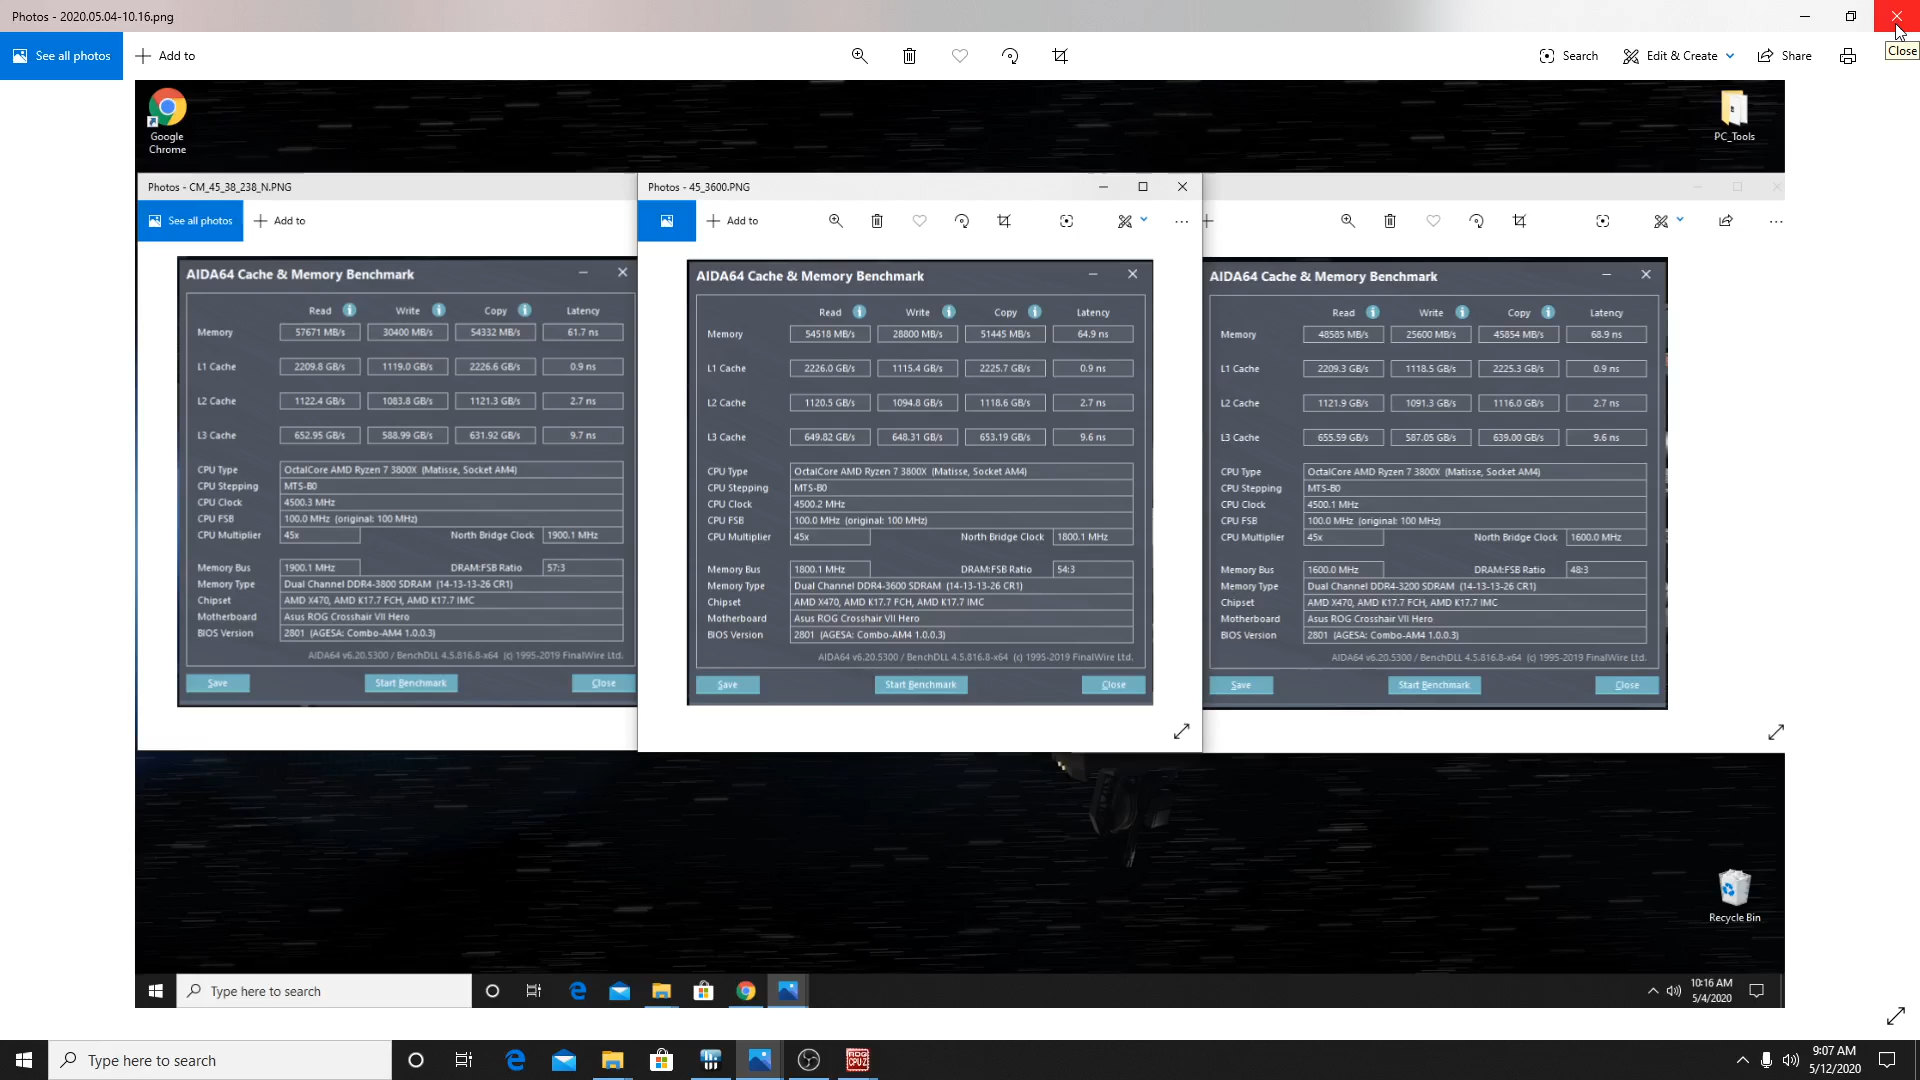 Photos - 2020.05.04-10.16.png
Close
See all photos
Add to
Search
Edit & Create
Share
Google Chrome
PC_Tools
Photos - CM_45_38_238_N.PNG
See all photos
Add to
AIDA64 Cache & Memory Benchmark
Read Write Copy Latency
Memory 57671 MB/s 30400 MB/s 54332 MB/s 61.7 ns
L1 Cache 2209.8 GB/s 1119.0 GB/s 2226.6 GB/s 0.9 ns
L2 Cache 1122.4 GB/s 1083.8 GB/s 1121.3 GB/s 2.7 ns
L3 Cache 652.95 GB/s 588.99 GB/s 631.92 GB/s 9.7 ns
CPU Type OctalCore AMD Ryzen 7 3800X (Matisse, Socket AM4)
CPU Stepping MTS-B0
CPU Clock 4500.3 MHz
CPU FSB 100.0 MHz (original: 100 MHz)
CPU Multiplier 45x North Bridge Clock 1900.1 MHz
Memory Bus 1900.1 MHz DRAM:FSB Ratio 57:3
Memory Type Dual Channel DDR4-3800 SDRAM (14-13-13-26 CR1)
Chipset AMD X470, AMD K17.7 FCH, AMD K17.7 IMC
Motherboard Asus ROG Crosshair VII Hero
BIOS Version 2801 (AGESA: Combo-AM4 1.0.0.3)
AIDA64 v6.20.5300 / BenchDLL 4.5.816.8-x64 (c) 1995-2019 FinalWire Ltd.
Save Start Benchmark Close
Photos - 45_3600.PNG
Add to
AIDA64 Cache & Memory Benchmark
Read Write Copy Latency
Memory 54518 MB/s 28800 MB/s 51445 MB/s 64.9 ns
L1 Cache 2226.0 GB/s 1115.4 GB/s 2225.7 GB/s 0.9 ns
L2 Cache 1120.5 GB/s 1094.8 GB/s 1118.6 GB/s 2.7 ns
L3 Cache 649.82 GB/s 648.31 GB/s 653.19 GB/s 9.6 ns
CPU Type OctalCore AMD Ryzen 7 3800X (Matisse, Socket AM4)
CPU Stepping MTS-B0
CPU Clock 4500.2 MHz
CPU FSB 100.0 MHz (original: 100 MHz)
CPU Multiplier 45x North Bridge Clock 1800.1 MHz
Memory Bus 1800.1 MHz DRAM:FSB Ratio 54:3
Memory Type Dual Channel DDR4-3600 SDRAM (14-13-13-26 CR1)
Chipset AMD X470, AMD K17.7 FCH, AMD K17.7 IMC
Motherboard Asus ROG Crosshair VII Hero
BIOS Version 2801 (AGESA: Combo-AM4 1.0.0.3)
AIDA64 v6.20.5300 / BenchDLL 4.5.816.8-x64 (c) 1995-2019 FinalWire Ltd.
Save Start Benchmark Close
AIDA64 Cache & Memory Benchmark
Read Write Copy Latency
Memory 48585 MB/s 25600 MB/s 45854 MB/s 68.9 ns
L1 Cache 2209.3 GB/s 1118.5 GB/s 2225.3 GB/s 0.9 ns
L2 Cache 1121.9 GB/s 1091.3 GB/s 1116.0 GB/s 2.7 ns
L3 Cache 655.59 GB/s 587.05 GB/s 639.00 GB/s 9.6 ns
CPU Type OctalCore AMD Ryzen 7 3800X (Matisse, Socket AM4)
CPU Stepping MTS-B0
CPU Clock 4500.1 MHz
CPU FSB 100.0 MHz (original: 100 MHz)
CPU Multiplier 45x North Bridge Clock 1600.0 MHz
Memory Bus 1600.0 MHz DRAM:FSB Ratio 48:3
Memory Type Dual Channel DDR4-3200 SDRAM (14-13-13-26 CR1)
Chipset AMD X470, AMD K17.7 FCH, AMD K17.7 IMC
Motherboard Asus ROG Crosshair VII Hero
BIOS Version 2801 (AGESA: Combo-AM4 1.0.0.3)
AIDA64 v6.20.5300 / BenchDLL 4.5.816.8-x64 (c) 1995-2019 FinalWire Ltd.
Save Start Benchmark Close
Recycle Bin
Type here to search
10:16 AM
5/4/2020
Type here to search
ROG
CPU-Z
9:07 AM
5/12/2020